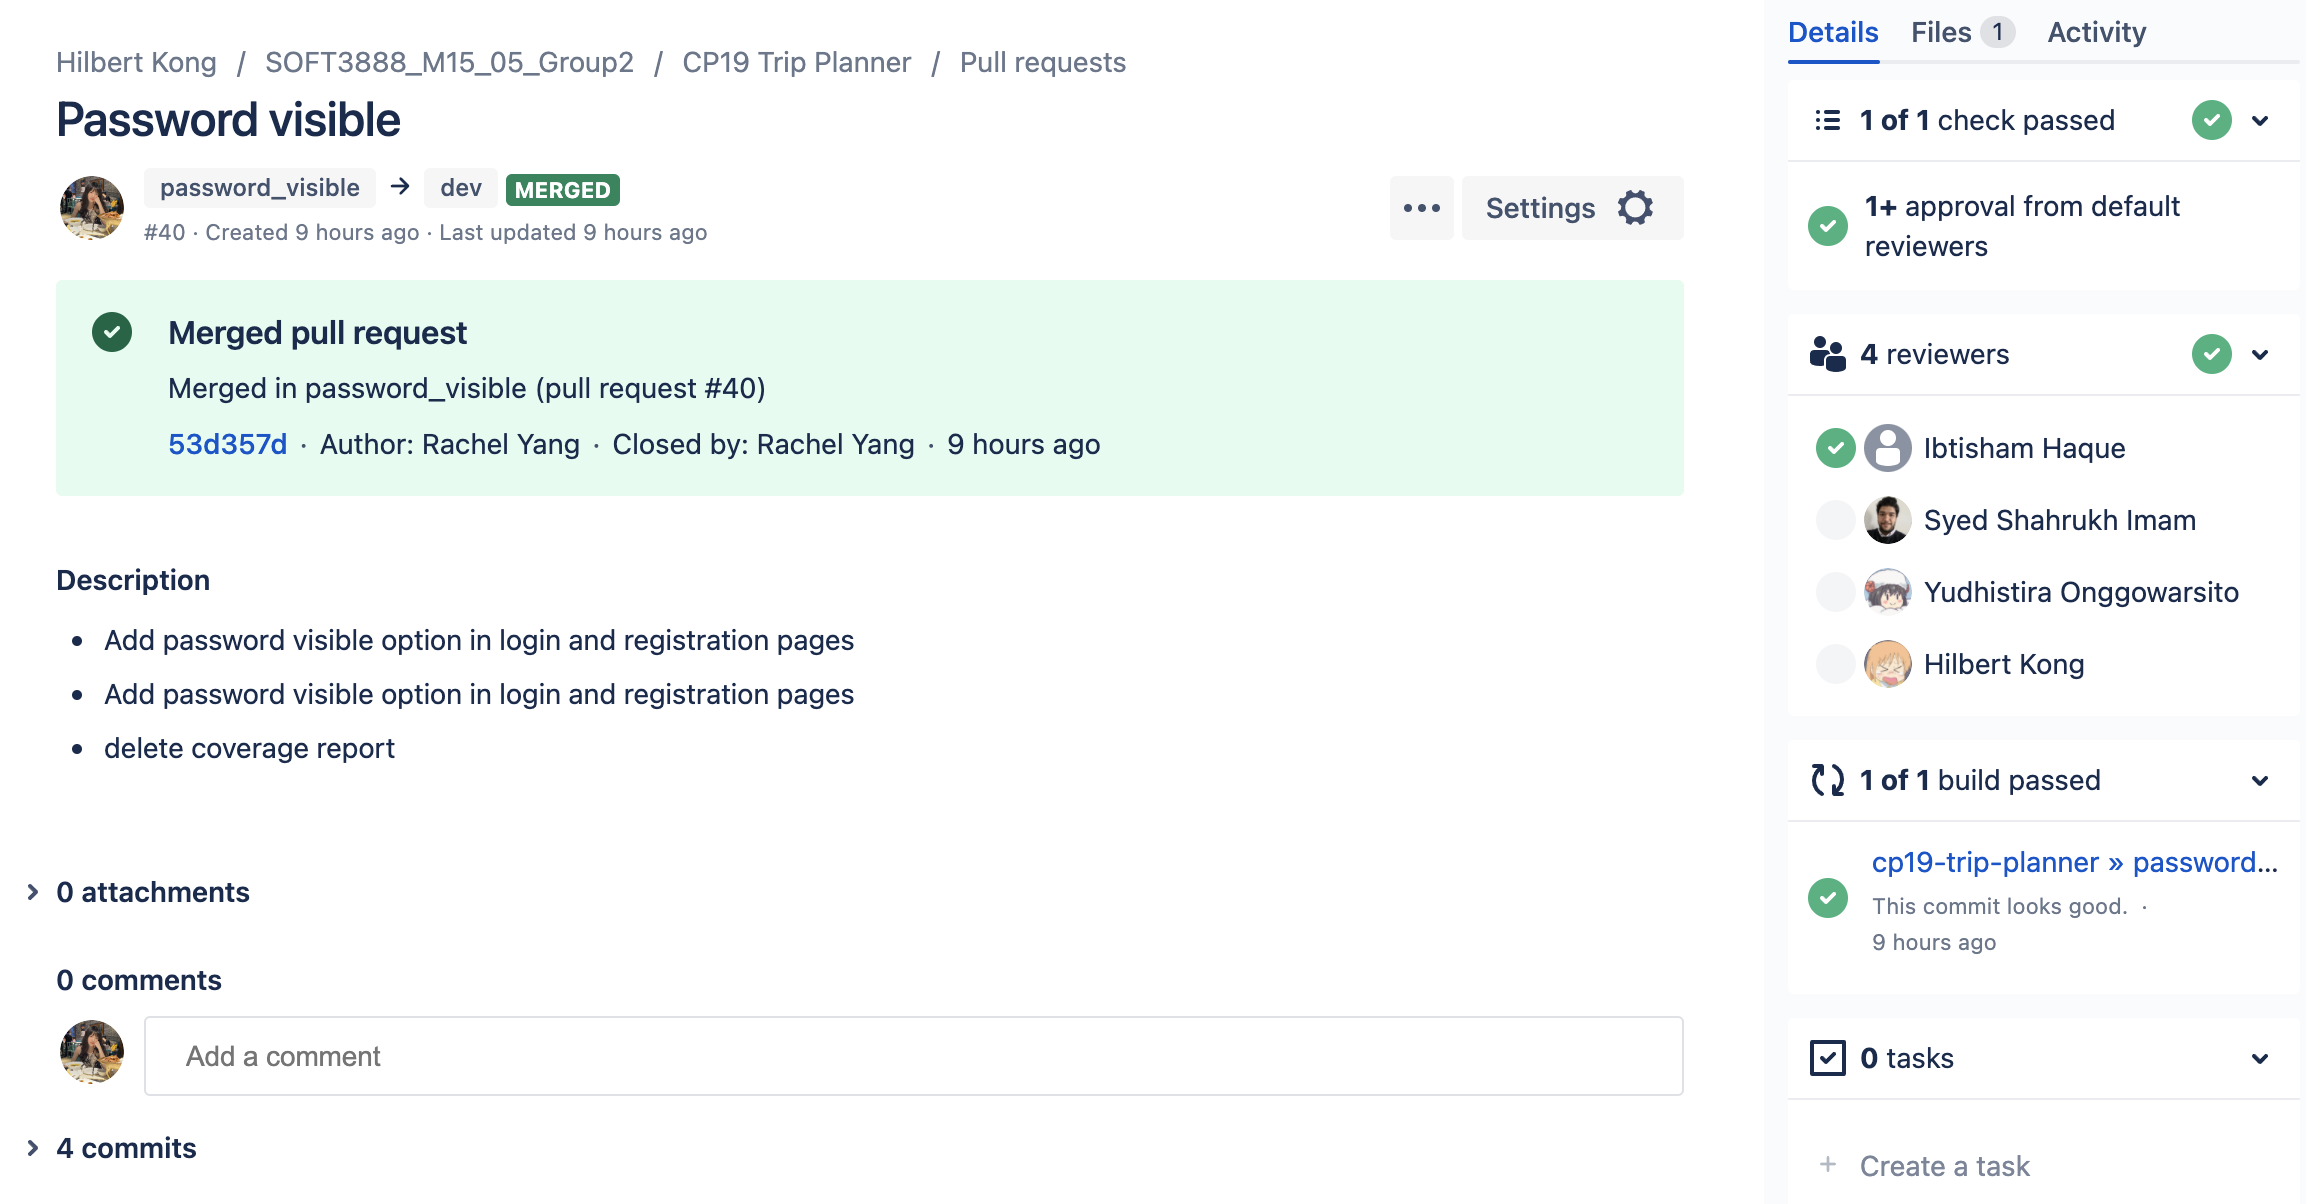 Hilbert Kong / SOFT3888_M15_05_Group2 / CP19 Trip Planner / Pull requests
Password visible
password_visible → dev MERGED
#40 · Created 9 hours ago · Last updated 9 hours ago
Settings
Merged pull request
Merged in password_visible (pull request #40)
53d357d · Author: Rachel Yang · Closed by: Rachel Yang · 9 hours ago
Description
• Add password visible option in login and registration pages
• Add password visible option in login and registration pages
• delete coverage report
0 attachments
0 comments
Add a comment
4 commits
Details Files 1 Activity
1 of 1 check passed
1+ approval from default
reviewers
4 reviewers
Ibtisham Haque
Syed Shahrukh Imam
Yudhistira Onggowarsito
Hilbert Kong
1 of 1 build passed
cp19-trip-planner » password...
This commit looks good. ·
9 hours ago
0 tasks
+ Create a task